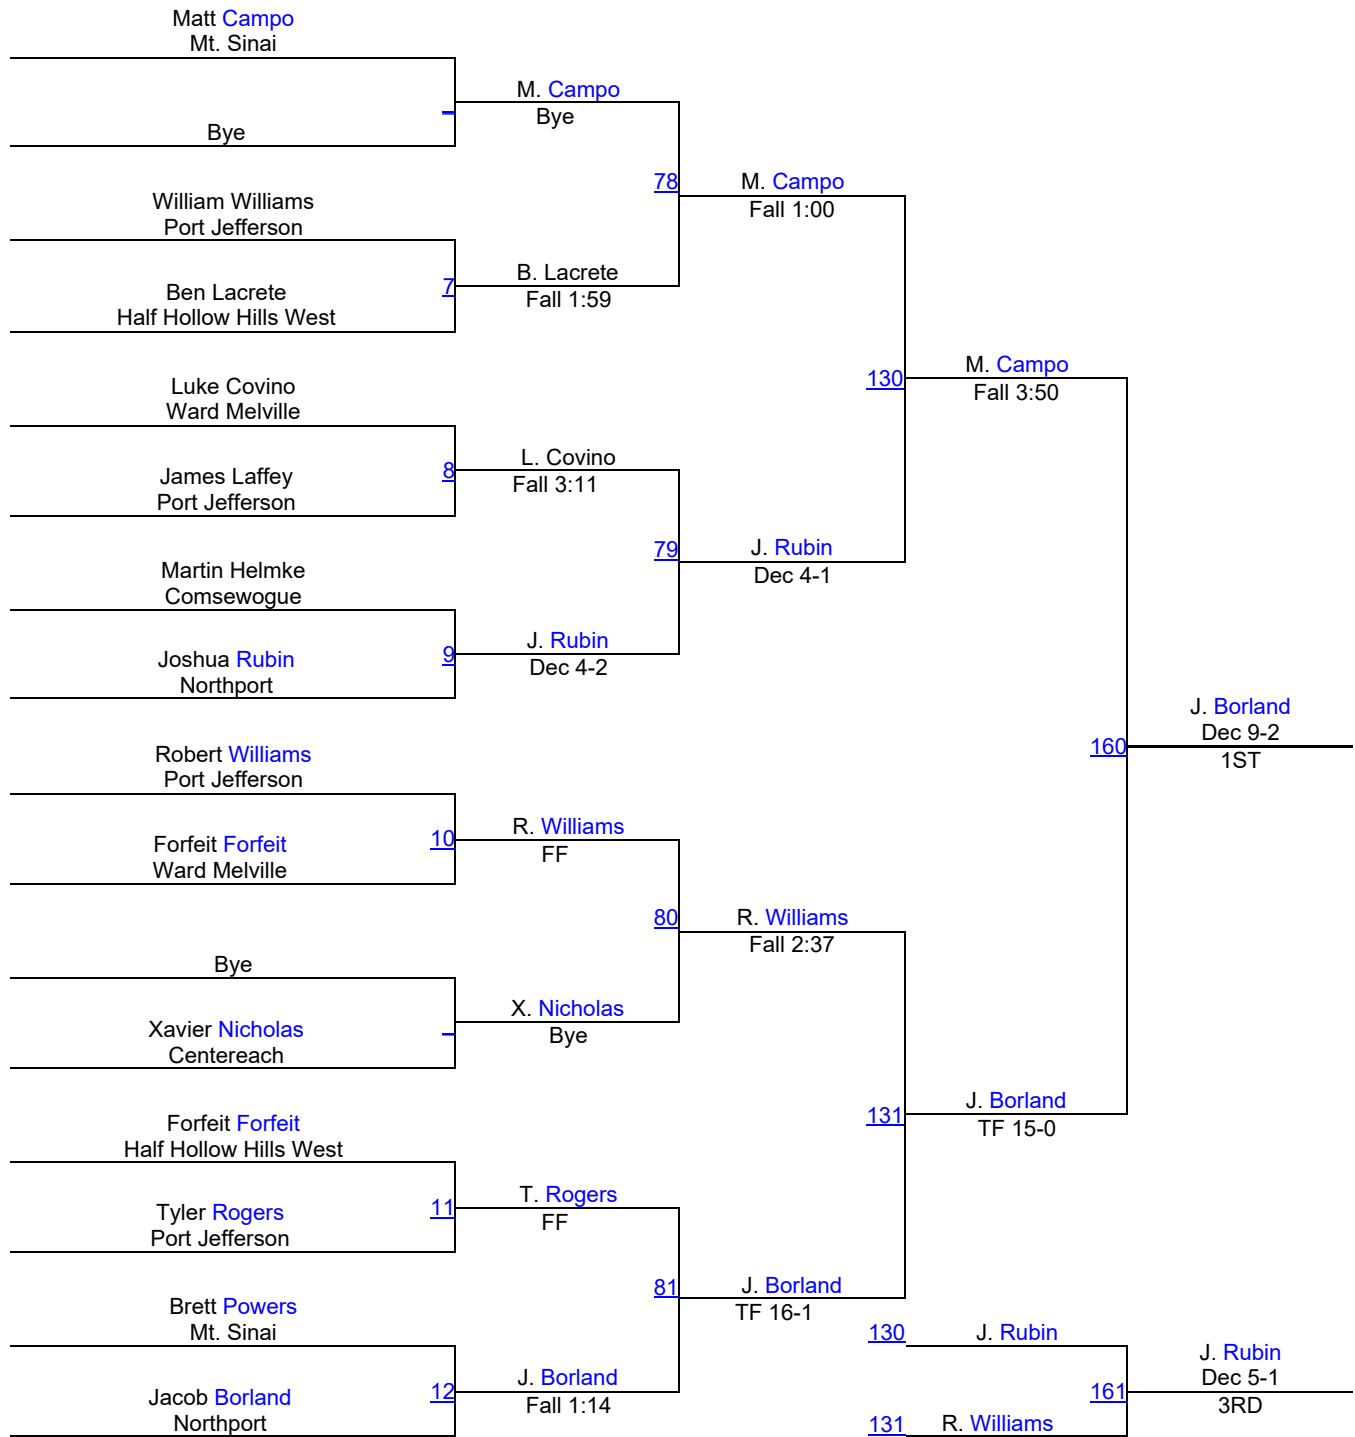 Matt Campo
Mt. Sinai
Bye
William Williams
Port Jefferson
Ben Lacrete
Half Hollow Hills West
Luke Covino
Ward Melville
James Laffey
Port Jefferson
Martin Helmke
Comsewogue
Joshua Rubin
Northport
Robert Williams
Port Jefferson
Forfeit Forfeit
Ward Melville
Bye
Xavier Nicholas
Centereach
Forfeit Forfeit
Half Hollow Hills West
Tyler Rogers
Port Jefferson
Brett Powers
Mt. Sinai
Jacob Borland
Northport
7
8
9
10
11
12
M. Campo
Bye
B. Lacrete
Fall 1:59
L. Covino
Fall 3:11
J. Rubin
Dec 4-2
R. Williams
FF
X. Nicholas
Bye
T. Rogers
FF
J. Borland
Fall 1:14
78
79
80
81
M. Campo
Fall 1:00
J. Rubin
Dec 4-1
R. Williams
Fall 2:37
J. Borland
TF 16-1
130
131
M. Campo
Fall 3:50
J. Borland
TF 15-0
160
J. Borland
Dec 9-2
1ST
130
J. Rubin
131
R. Williams
161
J. Rubin
Dec 5-1
3RD